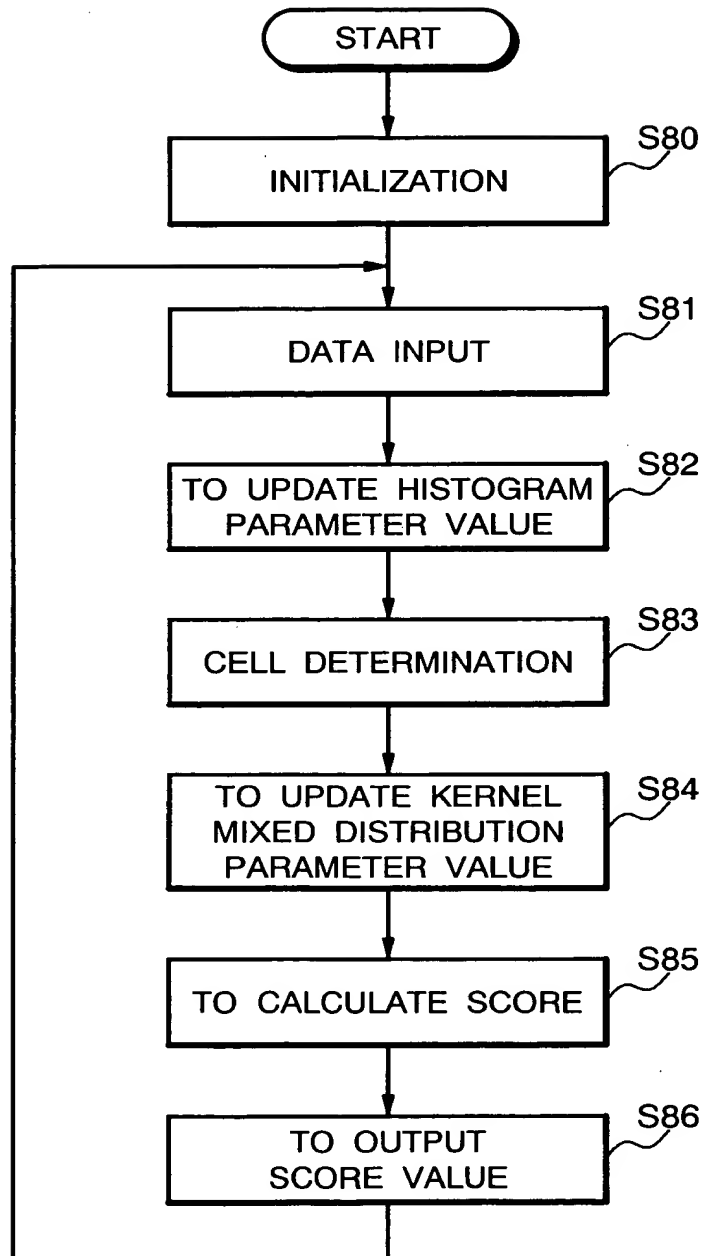 START
S80
INITIALIZATION
S81
DATA INPUT
S82
TO UPDATE HISTOGRAM
PARAMETER VALUE
S83
CELL DETERMINATION
S84
TO UPDATE KERNEL
MIXED DISTRIBUTION
PARAMETER VALUE
S85
TO CALCULATE SCORE
S86
TO OUTPUT
SCORE VALUE